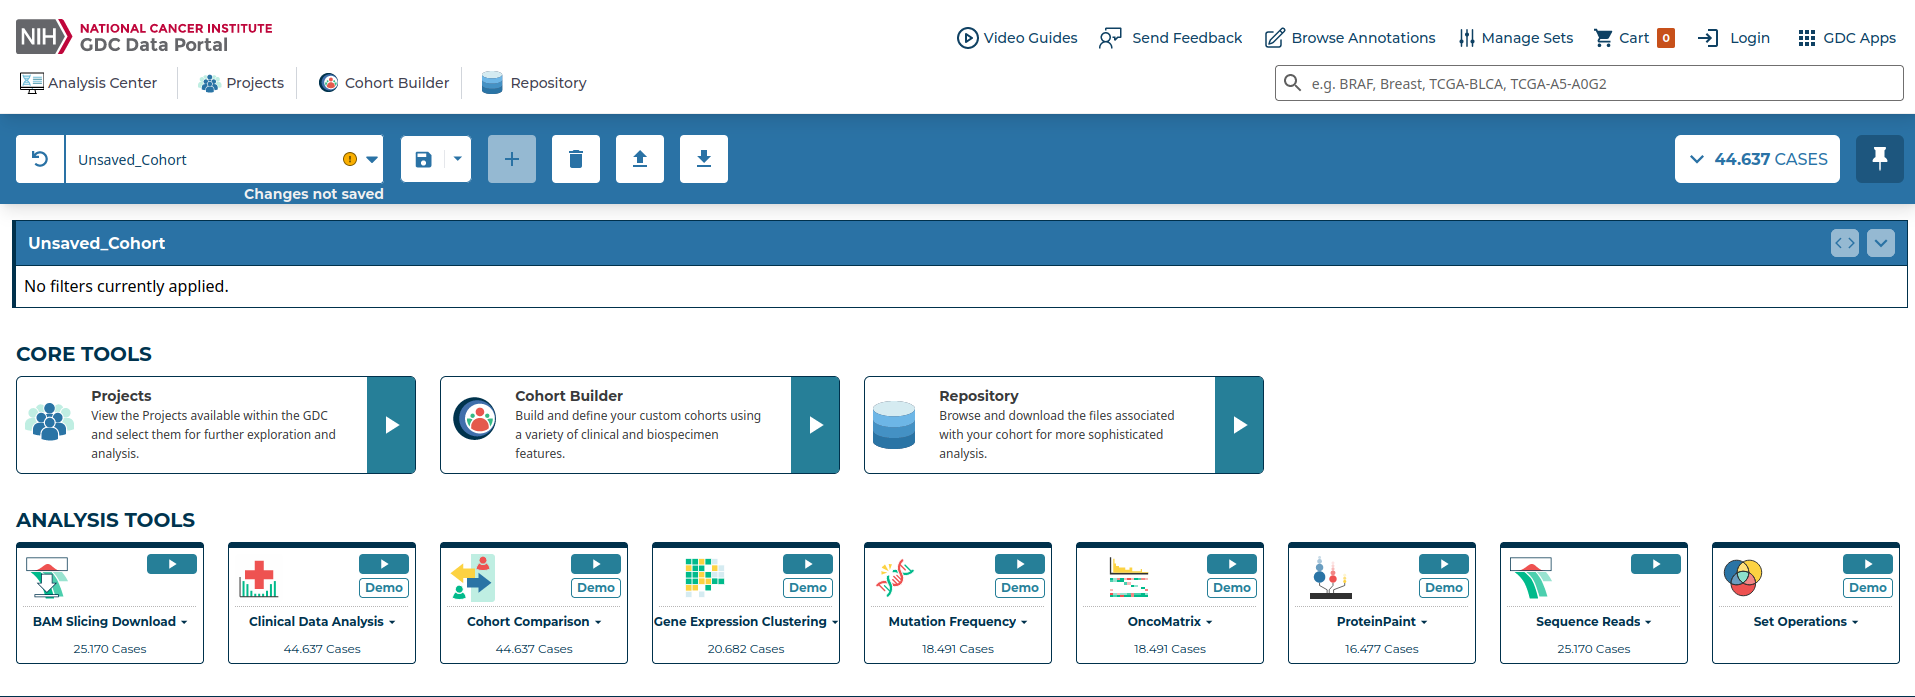 NIH NATIONAL CANCER INSTITUTE
GDC Data Portal
Video Guides Send Feedback Browse Annotations Manage Sets Cart 0 Login GDC Apps
Analysis Center Projects Cohort Builder Repository
e.g. BRAF, Breast, TCGA-BLCA, TCGA-A5-A0G2
Unsaved_Cohort
Changes not saved
44.637 CASES
Unsaved_Cohort
No filters currently applied.
CORE TOOLS
Projects
View the Projects available within the GDC
and select them for further exploration and
analysis.
Cohort Builder
Build and define your custom cohorts using
a variety of clinical and biospecimen
features.
Repository
Browse and download the files associated
with your cohort for more sophisticated
analysis.
ANALYSIS TOOLS
BAM Slicing Download
25.170 Cases
Demo
Clinical Data Analysis
44.637 Cases
Demo
Cohort Comparison
44.637 Cases
Demo
Gene Expression Clustering
20.682 Cases
Demo
Mutation Frequency
18.491 Cases
Demo
OncoMatrix
18.491 Cases
Demo
ProteinPaint
16.477 Cases
Sequence Reads
25.170 Cases
Demo
Set Operations